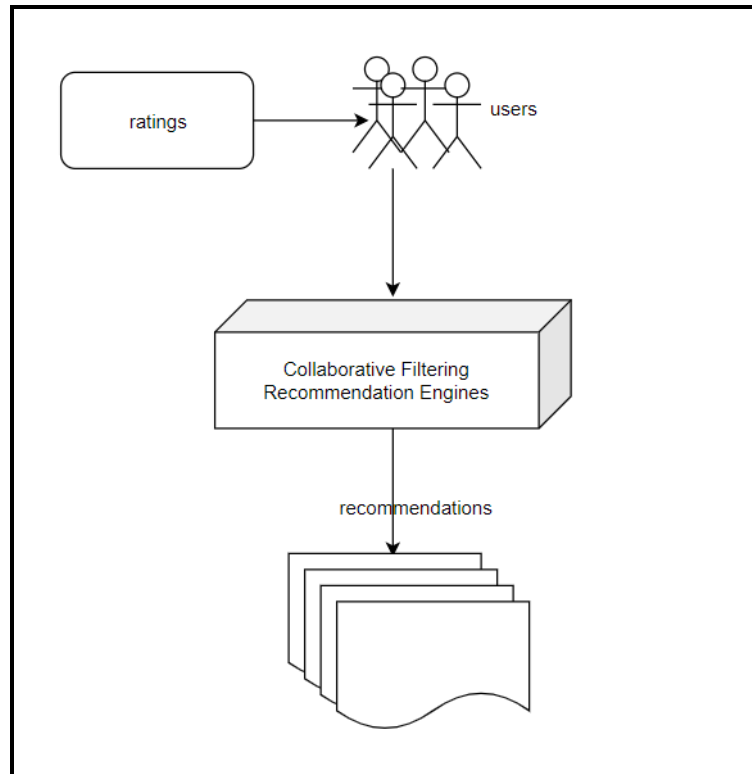 ratings
users
Collaborative Filtering
Recommendation Engines
recommendations